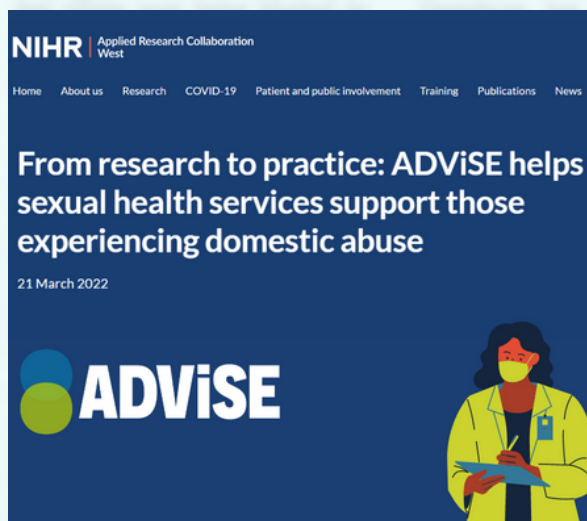 NIHR | Applied Research Collaboration
West
Home About us Research COVID-19 Patient and public involvement Training Publications News
From research to practice: ADViSE helps
sexual health services support those
experiencing domestic abuse
21 March 2022
ADViSE